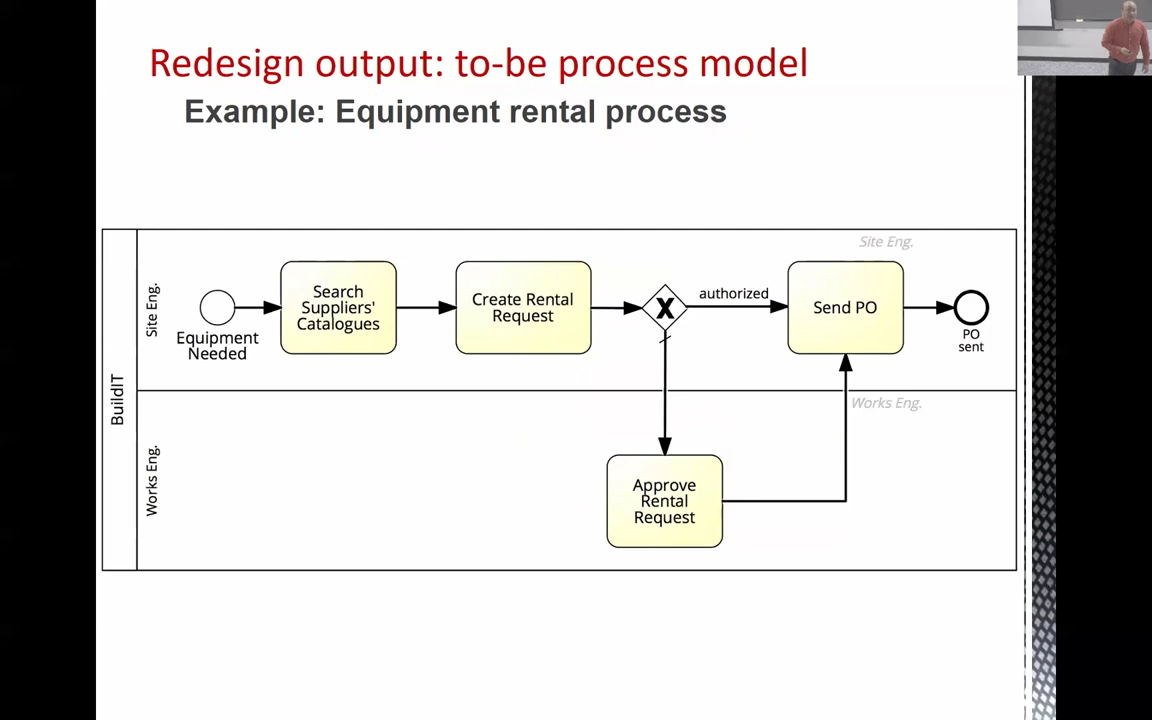 Redesign output: to-be process model
Example: Equipment rental process
BuildIT
Site Eng.
Site Eng.
Equipment
Needed
Search
Suppliers'
Catalogues
Create Rental
Request
X
authorized
Send PO
PO
sent
Works Eng.
Works Eng.
Approve
Rental
Request